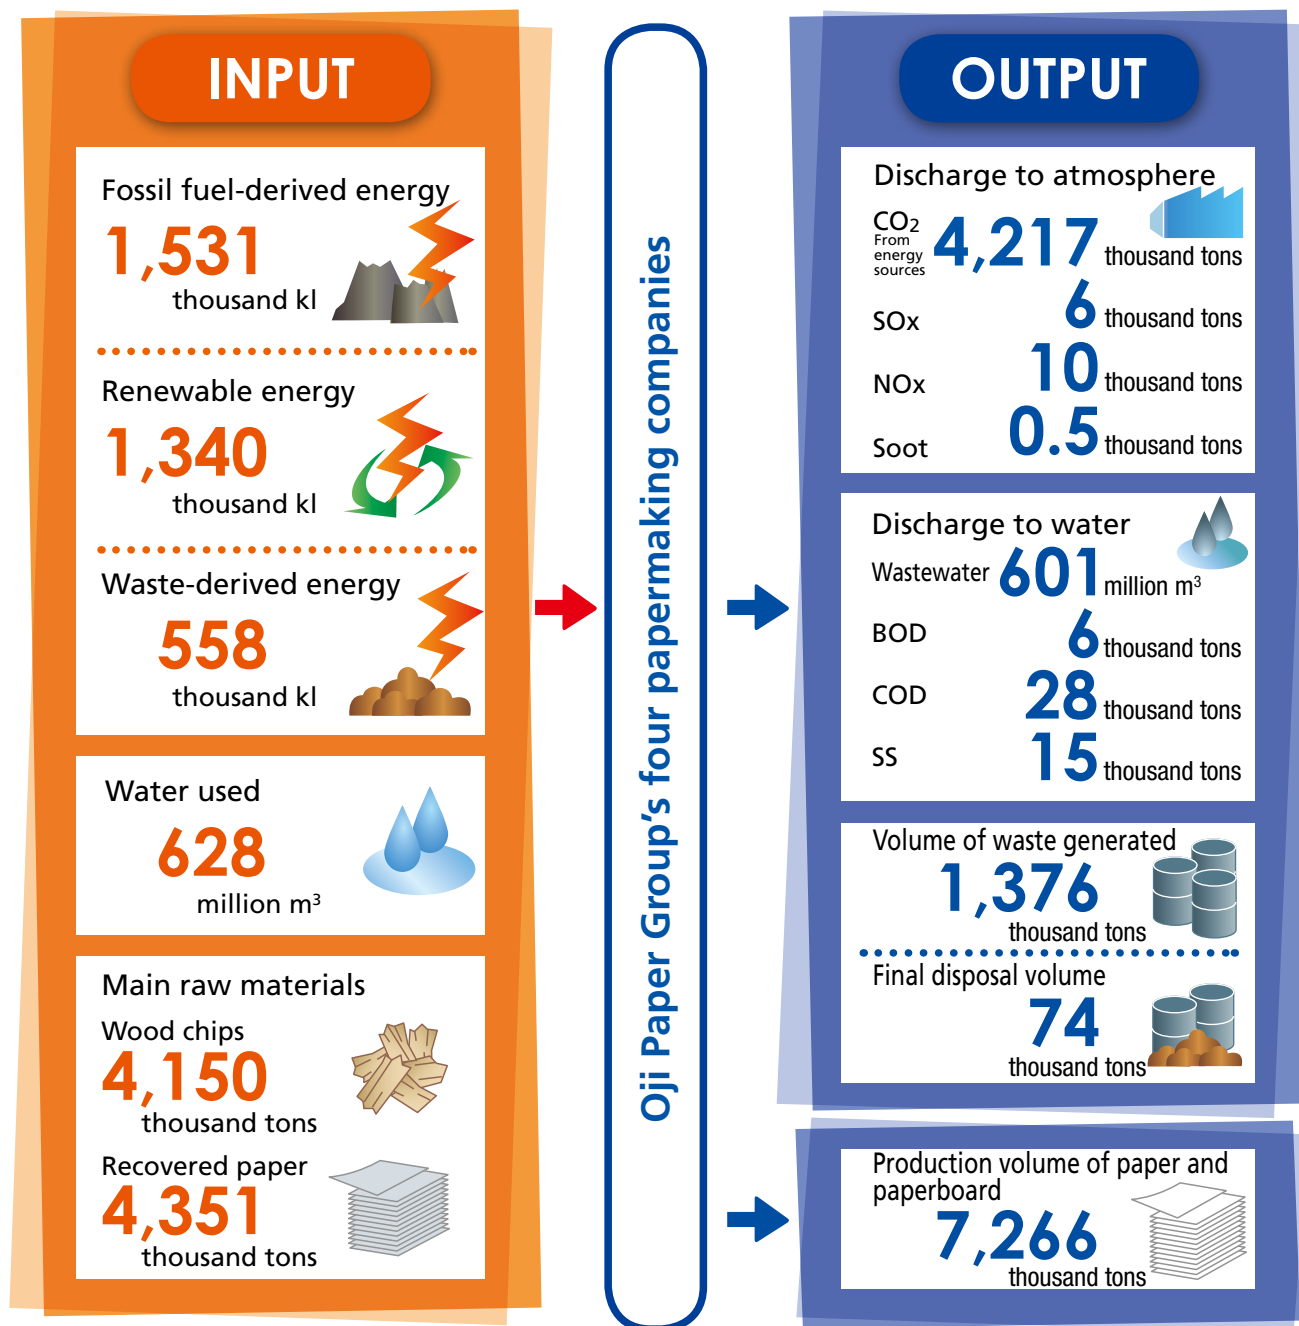 INPUT
Fossil fuel-derived energy
1,531
thousand kl
Renewable energy
1,340
thousand kl
Waste-derived energy
558
thousand kl
Water used
628
million m³
Main raw materials
Wood chips
4,150
thousand tons
Recovered paper
4,351
thousand tons
Oji Paper Group's four papermaking companies
OUTPUT
Discharge to atmosphere
CO₂
From
energy
sources
4,217 thousand tons
SOx 6 thousand tons
NOx 10 thousand tons
Soot 0.5 thousand tons
Discharge to water
Wastewater 601 million m³
BOD 6 thousand tons
COD 28 thousand tons
SS 15 thousand tons
Volume of waste generated
1,376
thousand tons
Final disposal volume
74
thousand tons
Production volume of paper and
paperboard
7,266
thousand tons